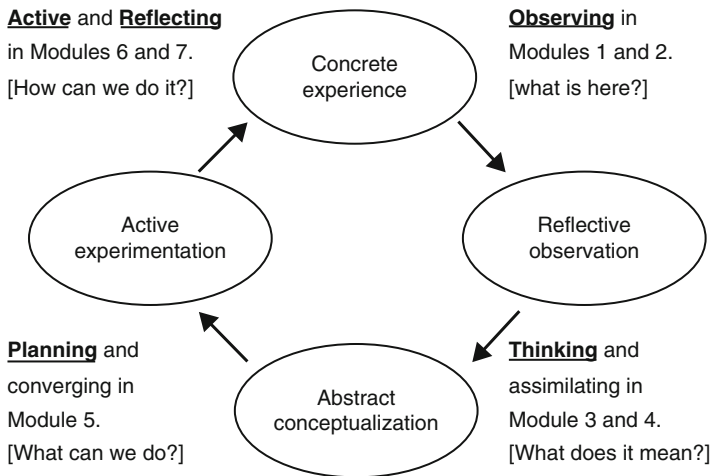 Active and Reflecting
in Modules 6 and 7.
[How can we do it?]
Concrete
experience
Observing in
Modules 1 and 2.
[what is here?]
Active
experimentation
Reflective
observation
Planning and
converging in
Module 5.
[What can we do?]
Abstract
conceptualization
Thinking and
assimilating in
Module 3 and 4.
[What does it mean?]